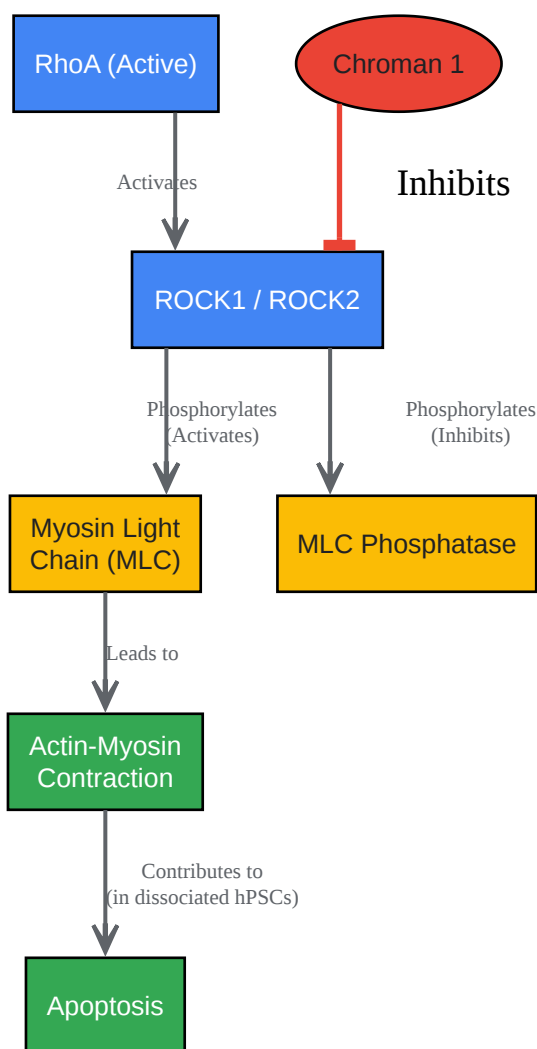 RhoA (Active)
Chroman 1
Activates
Inhibits
ROCK1 / ROCK2
Phosphorylates
(Activates)
Phosphorylates
(Inhibits)
Myosin Light
Chain (MLC)
MLC Phosphatase
Leads to
Actin-Myosin
Contraction
Contributes to
(in dissociated hPSCs)
Apoptosis